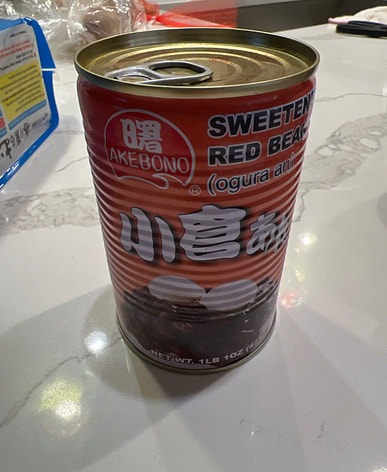 曙
AKEBONO
®
SWEETEN
RED BEA
(ogura an
小倉あ
NET WT. 1LB 1OZ (4